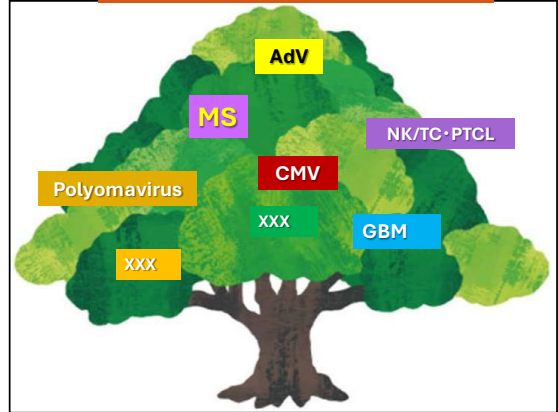 AdV
MS
NK/TC・PTCL
CMV
Polyomavirus
XXX
GBM
XXX